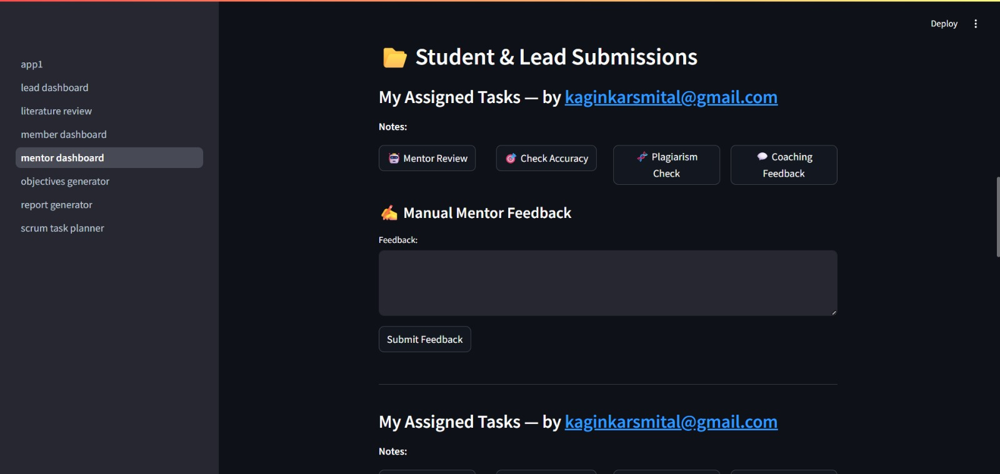 Deploy
app1
lead dashboard
literature review
member dashboard
mentor dashboard
objectives generator
report generator
scrum task planner
Student & Lead Submissions
My Assigned Tasks — by kaginkarsmital@gmail.com
Notes:
Mentor Review
Check Accuracy
Plagiarism
Check
Coaching
Feedback
Manual Mentor Feedback
Feedback:
Submit Feedback
My Assigned Tasks — by kaginkarsmital@gmail.com
Notes: